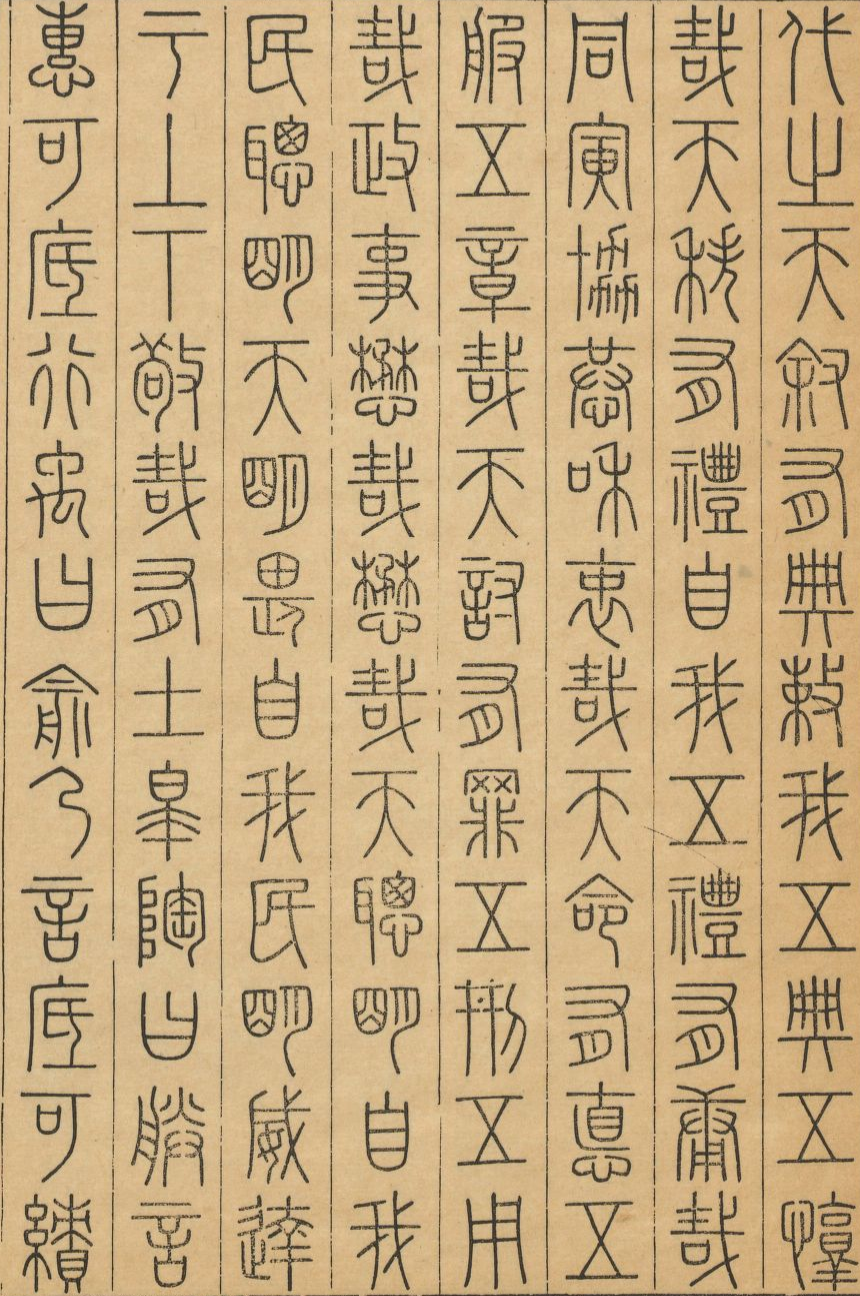 代之天敘有典敕我五典五惇
哉天秩有禮自我五禮有庸哉
同寅協恭和衷哉天命有悳五
服五章哉天討有罪五刑五用
哉政事懋哉懋哉天聰明自我
民聰明天明畏自我民明威達
于上下敬哉有土皋陶曰朕言
惠可底行禹曰俞乃言底可績